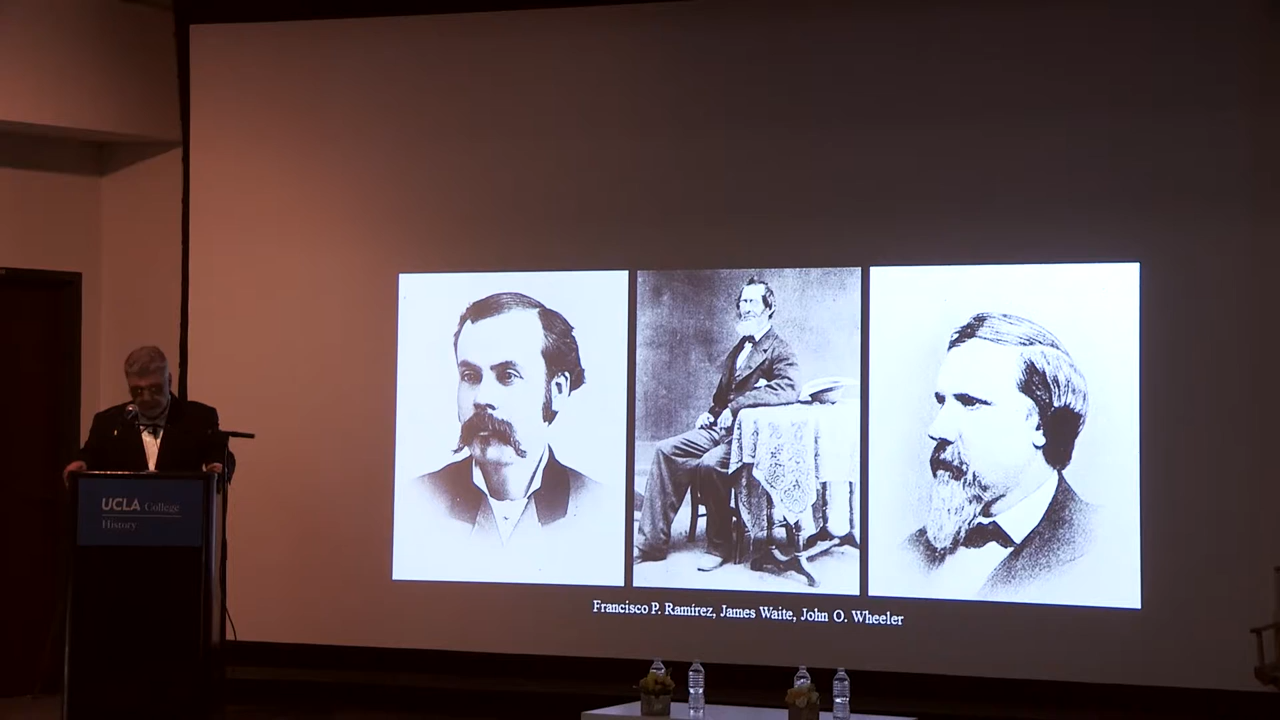 UCLA College
History
Francisco P. Ramírez, James Waite, John O. Wheeler